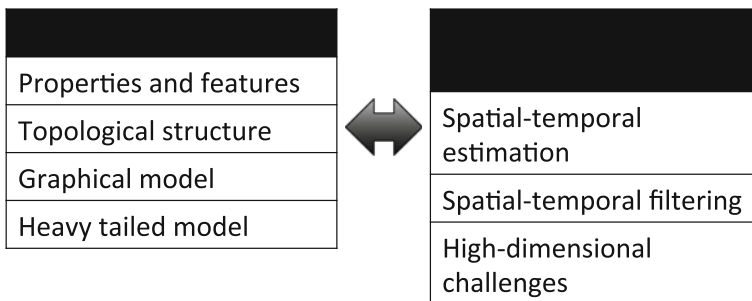 Properties and features
Topological structure
Graphical model
Heavy tailed model
Spatial-temporal
estimation
Spatial-temporal filtering
High-dimensional
challenges